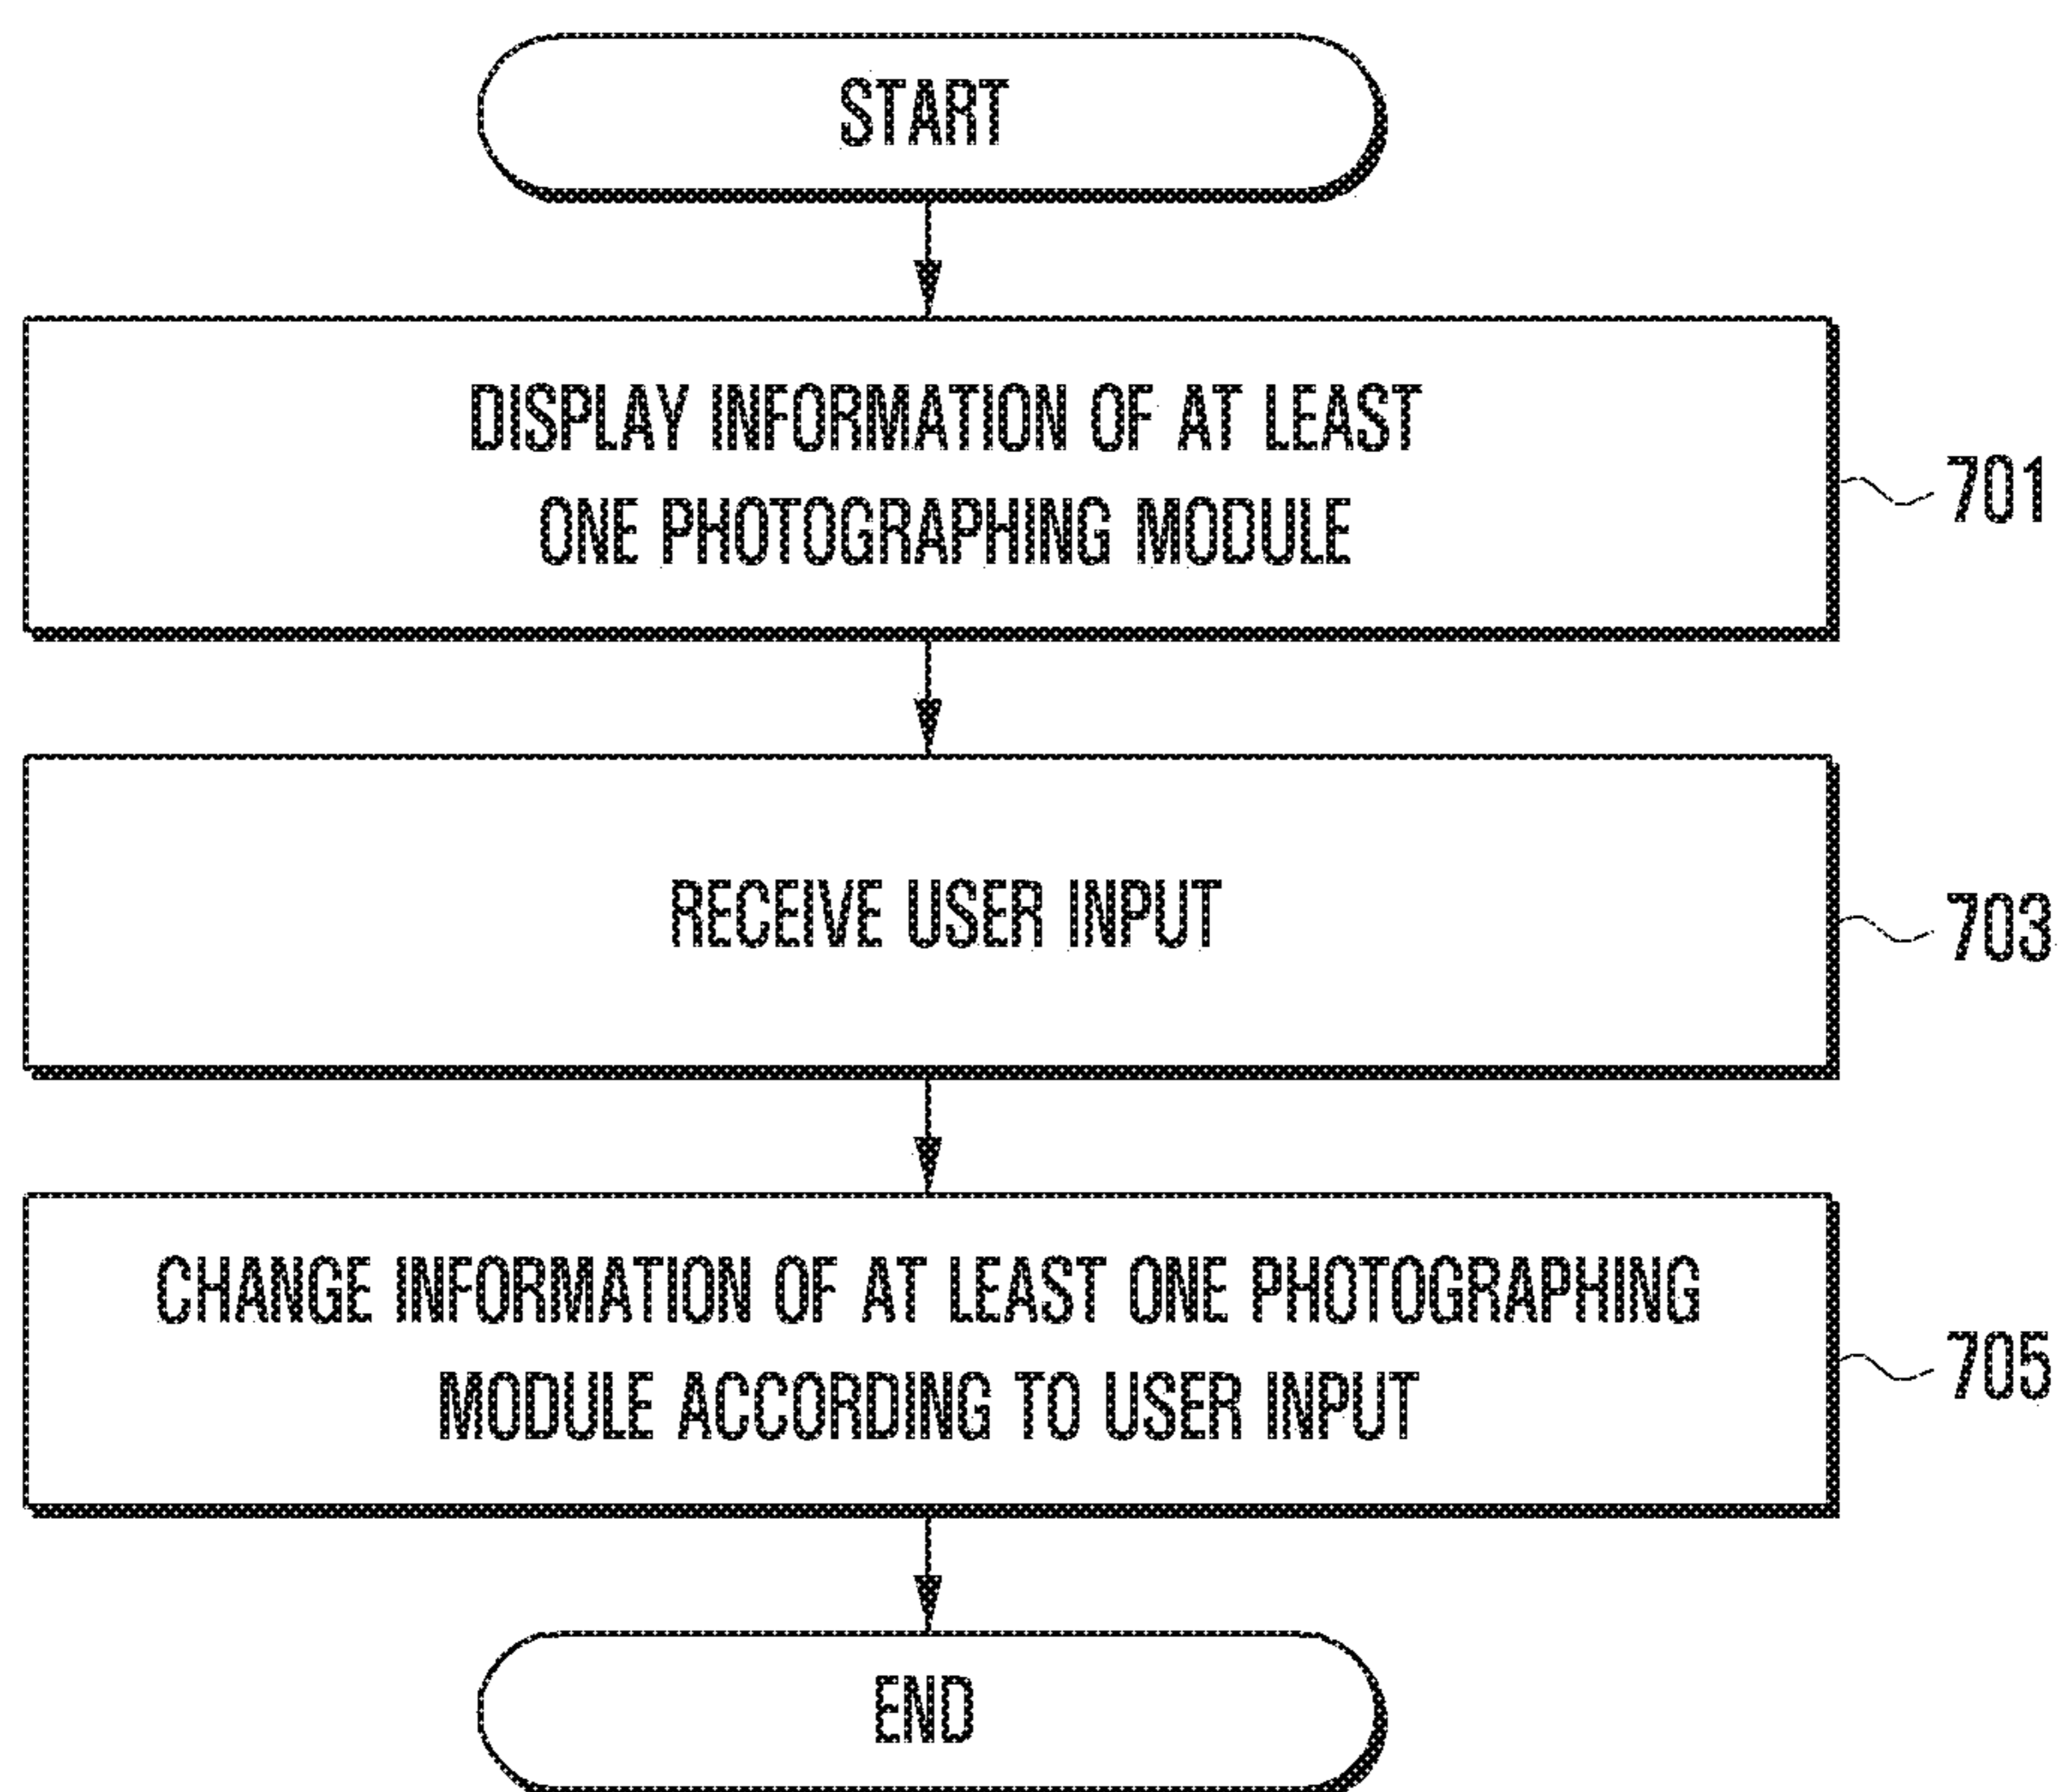 START
DISPLAY INFORMATION OF AT LEAST
ONE PHOTOGRAPHING MODULE
701
RECEIVE USER INPUT
703
CHANGE INFORMATION OF AT LEAST ONE PHOTOGRAPHING
MODULE ACCORDING TO USER INPUT
705
END